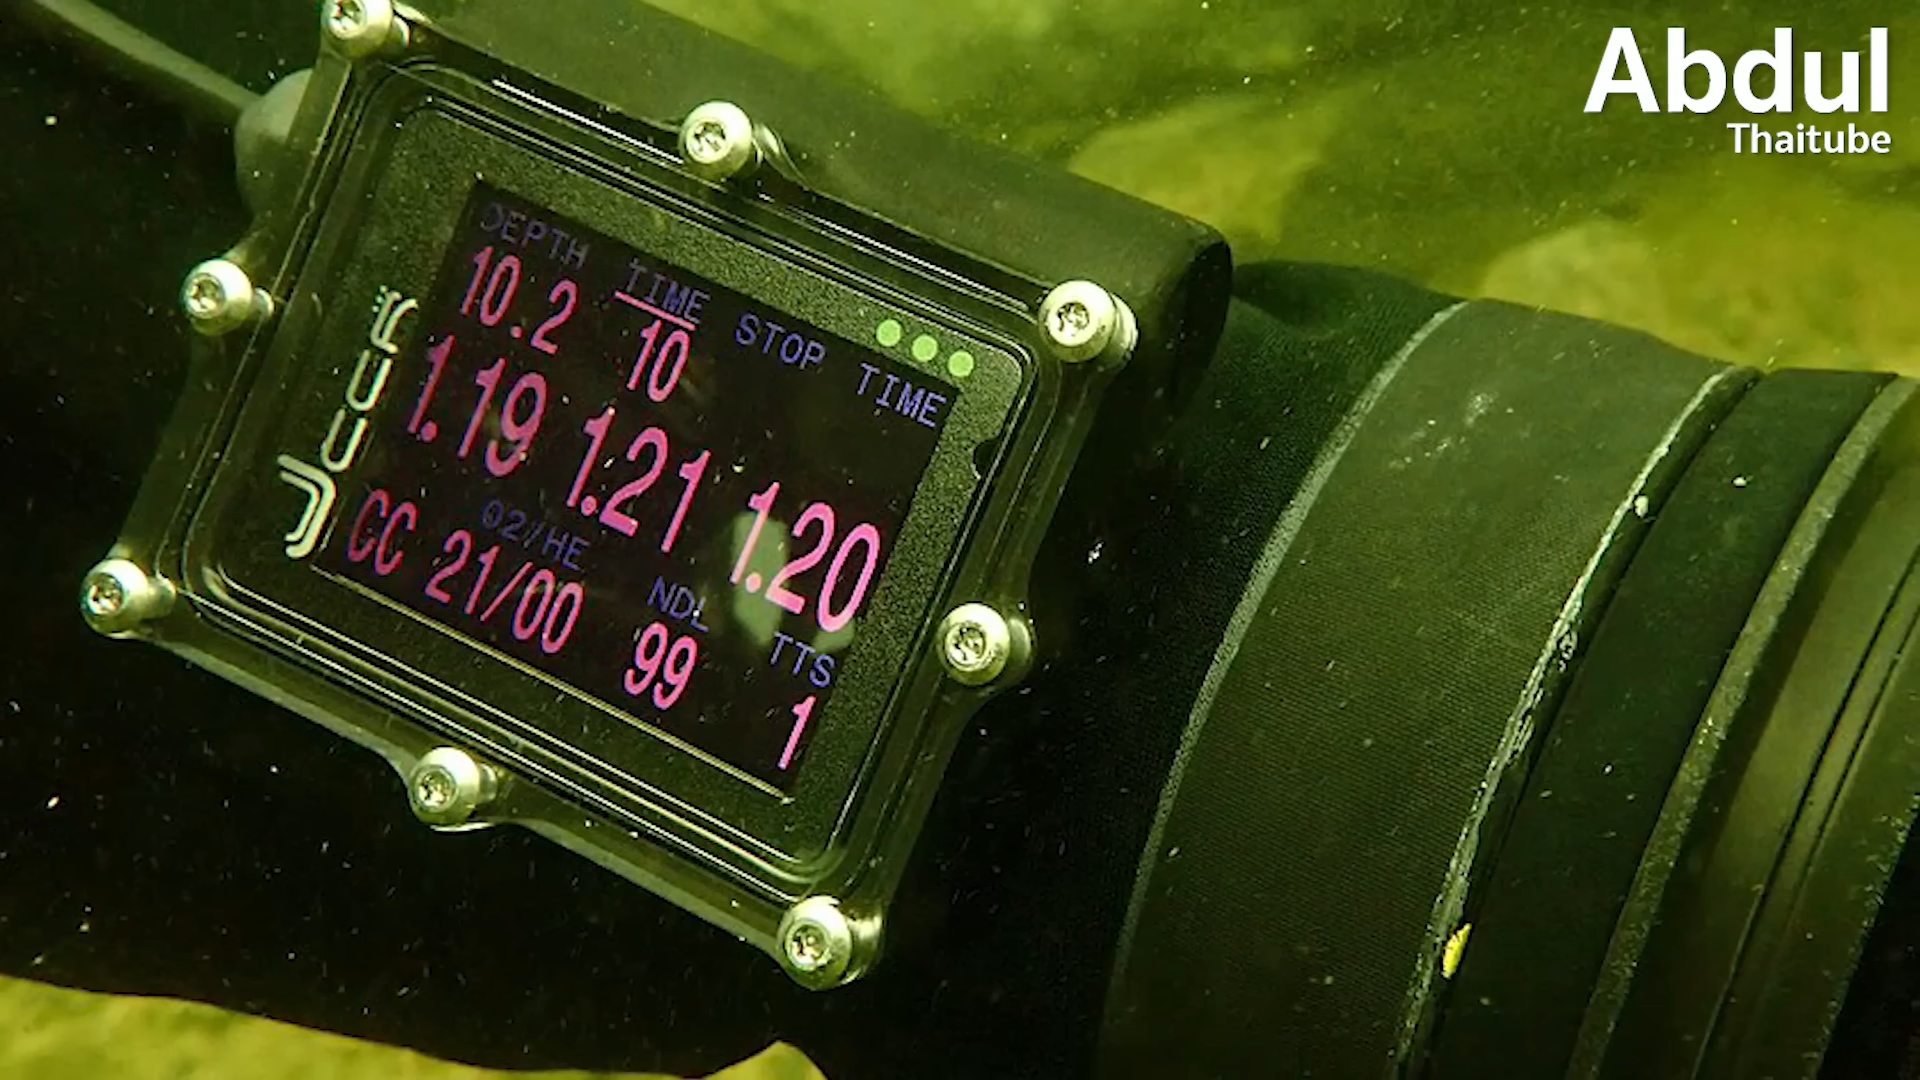 Abdul
Thaitube
DEPTH TIME STOP TIME
10.2 10
1.19 1.21 1.20
O2/HE NDL TTS
CC 21/00 99 1